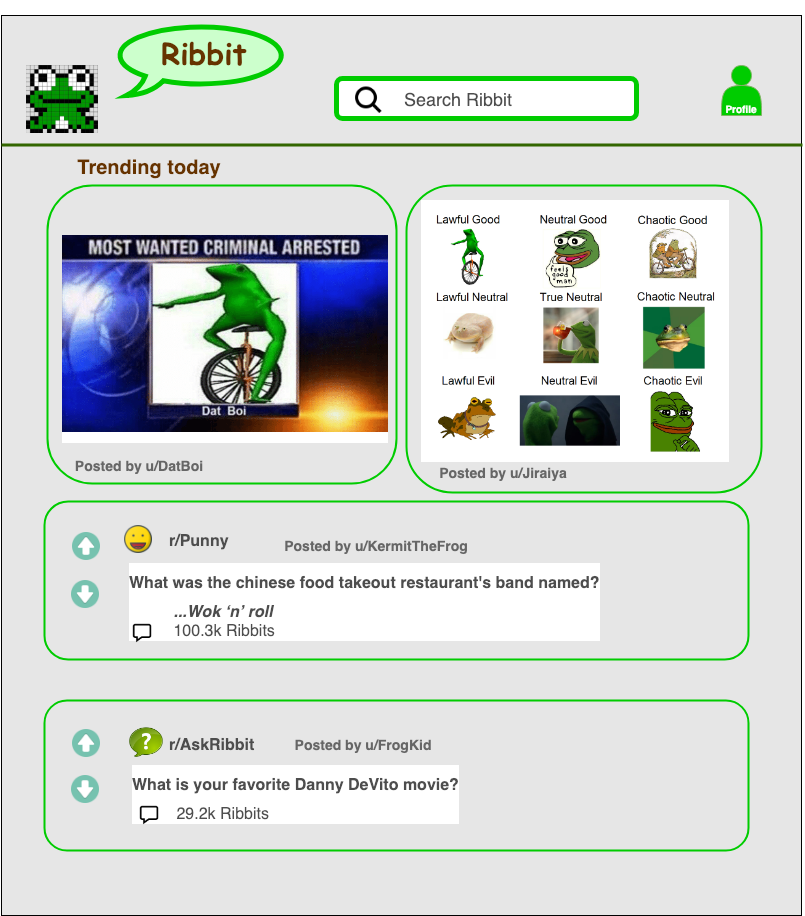 Ribbit
Search Ribbit
Profile
Trending today
MOST WANTED CRIMINAL ARRESTED
Dat Boi
Posted by u/DatBoi
Lawful Good Neutral Good Chaotic Good
feels
good
man
Lawful Neutral True Neutral Chaotic Neutral
Lawful Evil Neutral Evil Chaotic Evil
Posted by u/Jiraiya
r/Punny Posted by u/KermitTheFrog
What was the chinese food takeout restaurant's band named?
...Wok ‘n’ roll
100.3k Ribbits
? r/AskRibbit Posted by u/FrogKid
What is your favorite Danny DeVito movie?
29.2k Ribbits